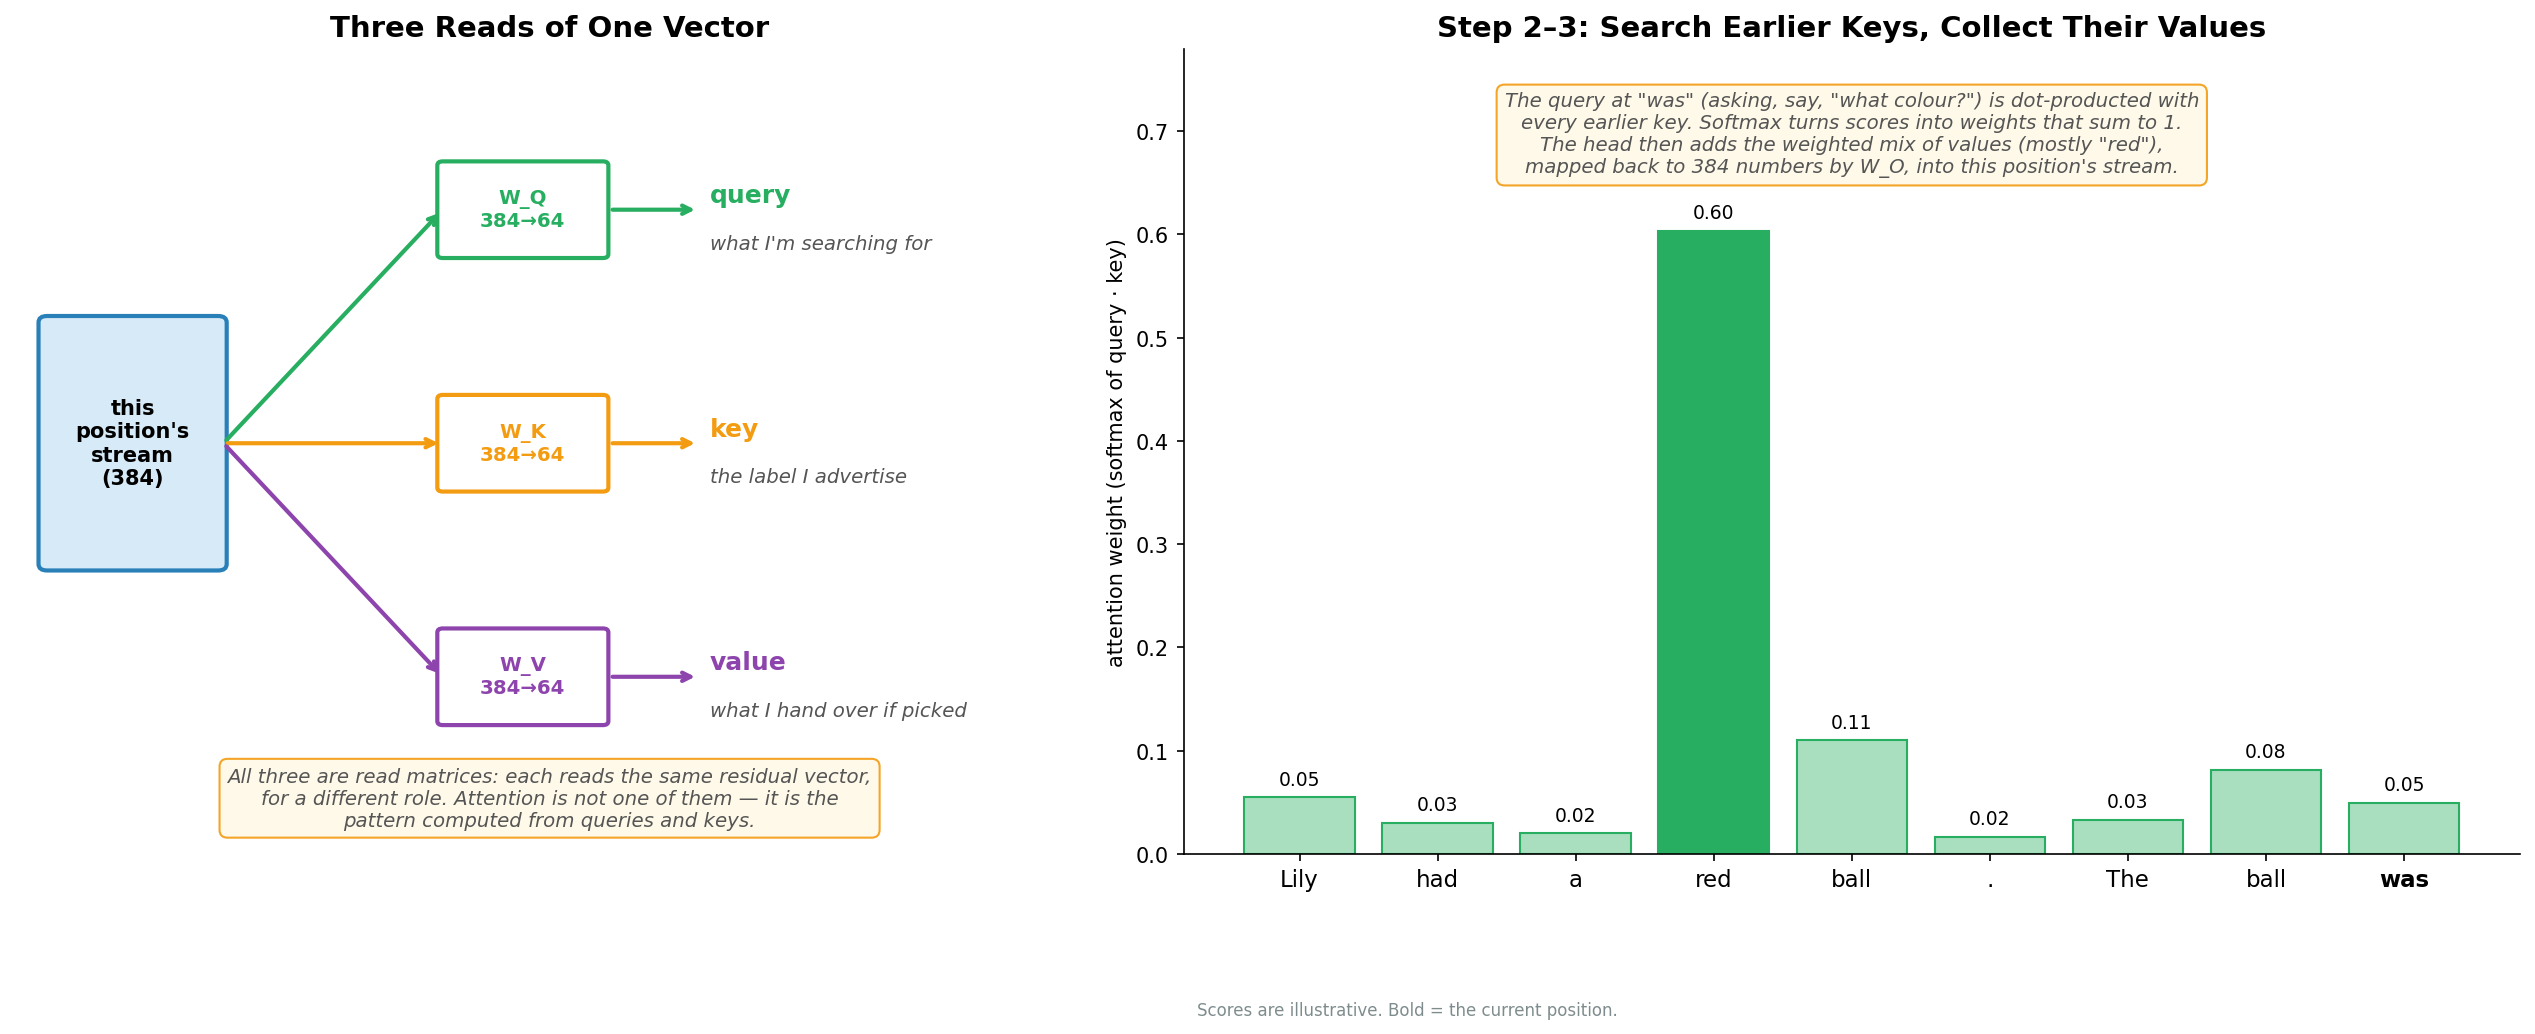 Three Reads of One Vector
this
position's
stream
(384)
W_Q
384→64
query
what I'm searching for
W_K
384→64
key
the label I advertise
W_V
384→64
value
what I hand over if picked
All three are read matrices: each reads the same residual vector,
for a different role. Attention is not one of them — it is the
pattern computed from queries and keys.
Step 2–3: Search Earlier Keys, Collect Their Values
The query at "was" (asking, say, "what colour?") is dot-producted with
every earlier key. Softmax turns scores into weights that sum to 1.
The head then adds the weighted mix of values (mostly "red"),
mapped back to 384 numbers by W_O, into this position's stream.
attention weight (softmax of query · key)
0.7
0.6
0.5
0.4
0.3
0.2
0.1
0.0
0.05
0.03
0.02
0.60
0.11
0.02
0.03
0.08
0.05
Lily
had
a
red
ball
.
The
ball
was
Scores are illustrative. Bold = the current position.